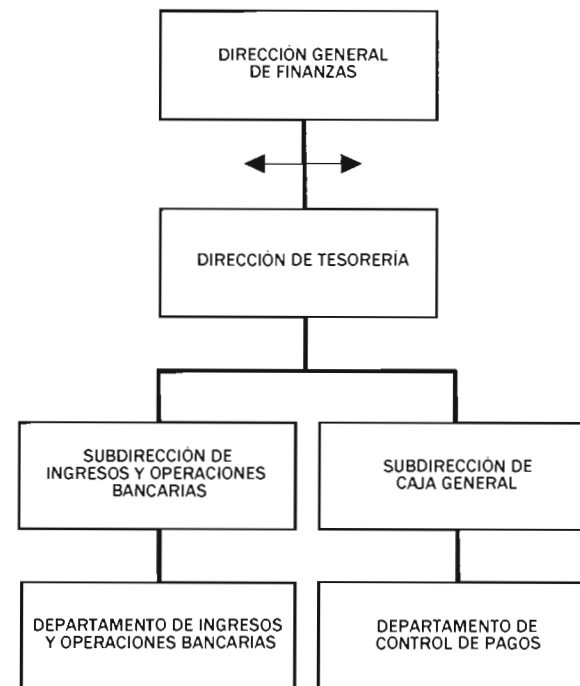 DIRECCIÓN GENERAL
DE FINANZAS
DIRECCIÓN DE TESORERÍA
SUBDIRECCIÓN DE
INGRESOS Y OPERACIONES
BANCARIAS
SUBDIRECCIÓN DE
CAJA GENERAL
DEPARTAMENTO DE INGRESOS
Y OPERACIONES BANCARIAS
DEPARTAMENTO DE
CONTROL DE PAGOS